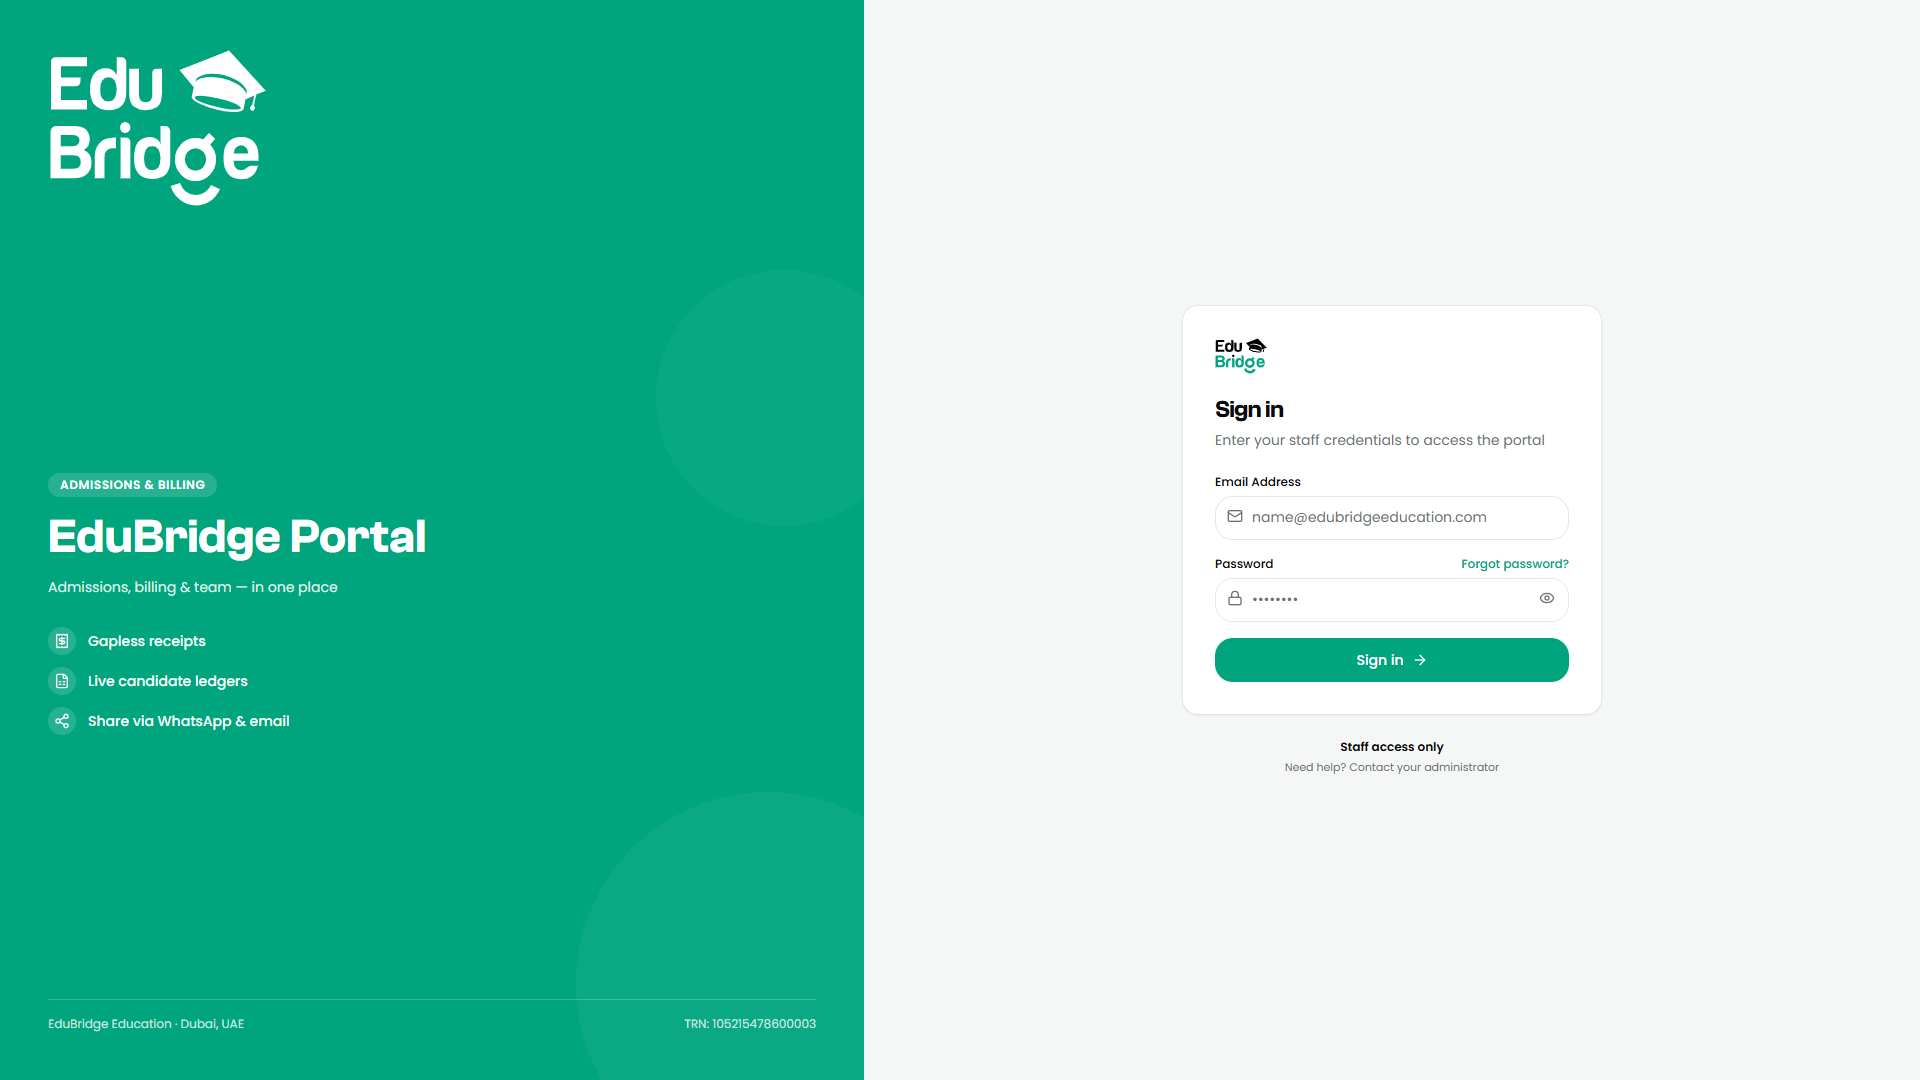 Edu
Bridge
ADMISSIONS & BILLING
EduBridge Portal
Admissions, billing & team — in one place
Gapless receipts
Live candidate ledgers
Share via WhatsApp & email
EduBridge Education · Dubai, UAE
TRN: 105215478600003
Edu
Bridge
Sign in
Enter your staff credentials to access the portal
Email Address
name@edubridgeeducation.com
Password
Forgot password?
••••••••
Sign in →
Staff access only
Need help? Contact your administrator